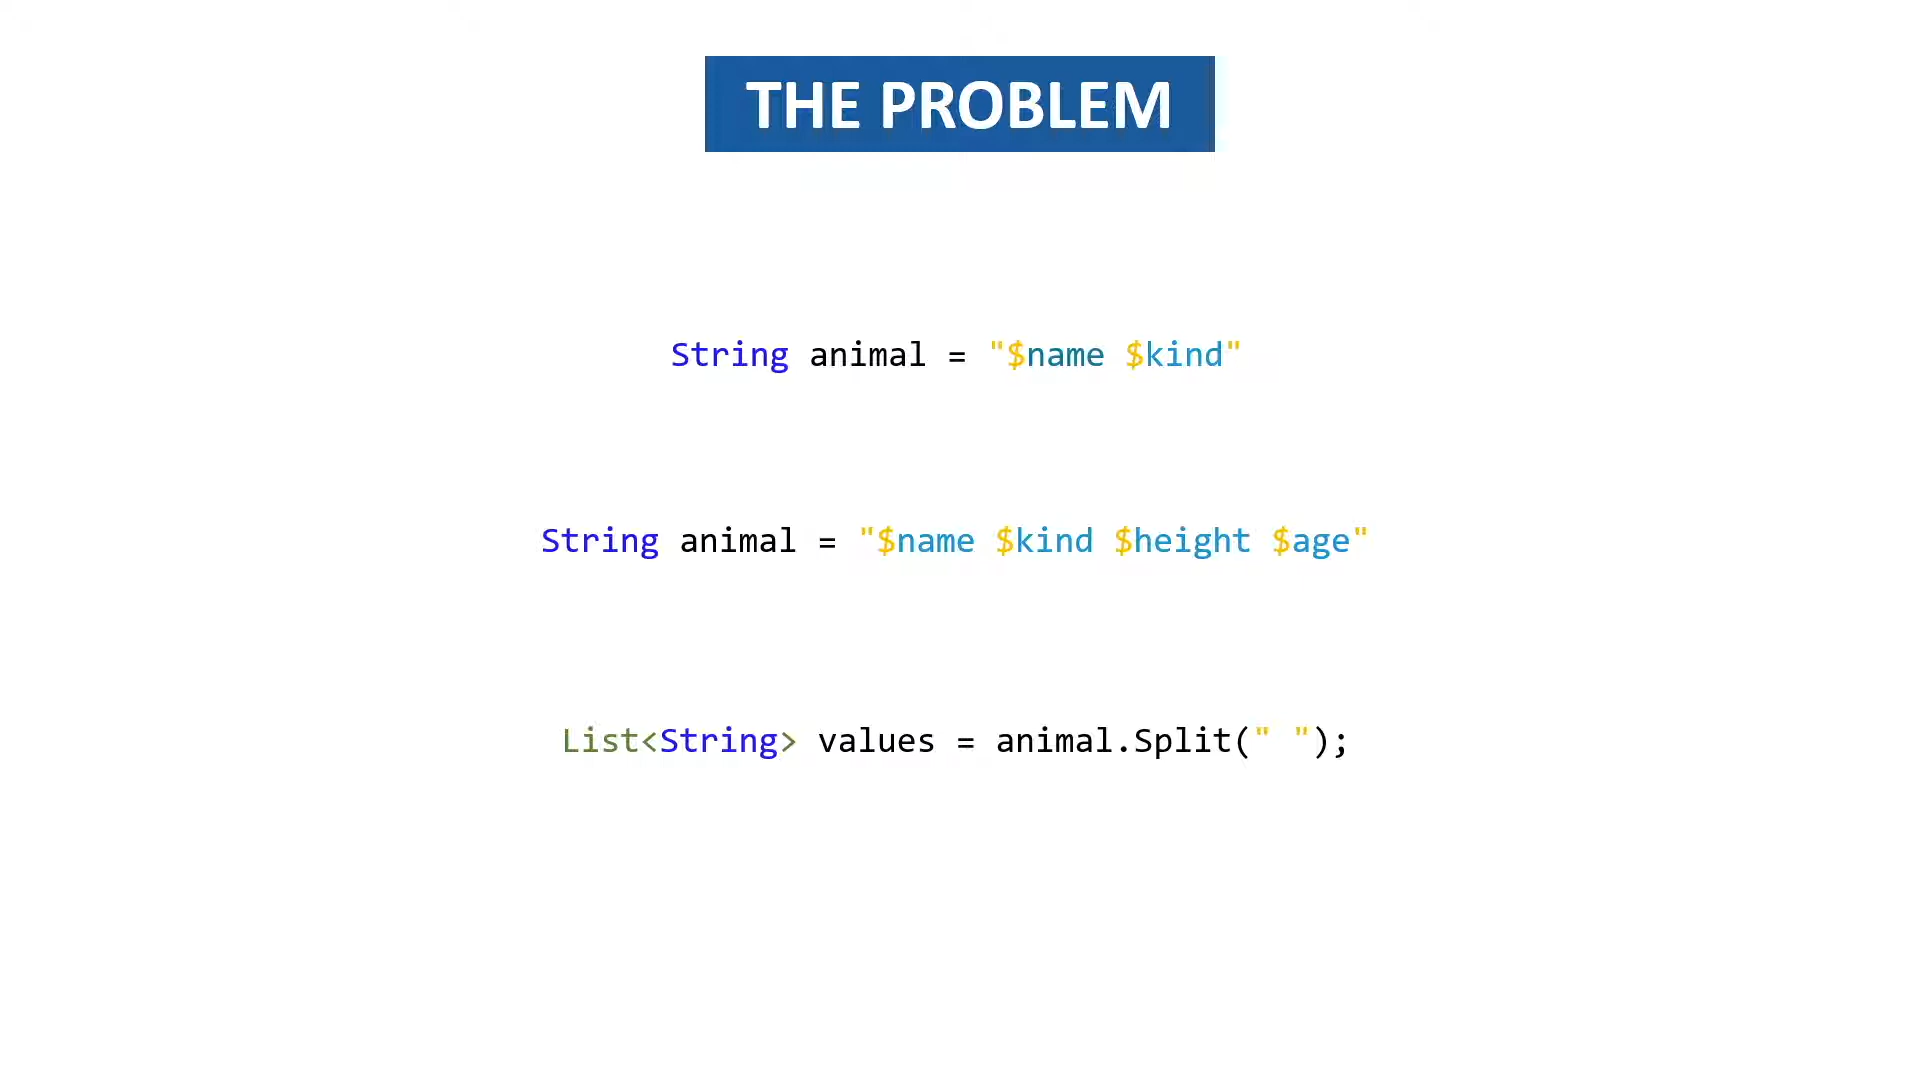 THE PROBLEM
String animal = "$name $kind"
String animal = "$name $kind $height $age"
List<String> values = animal.Split(" ");